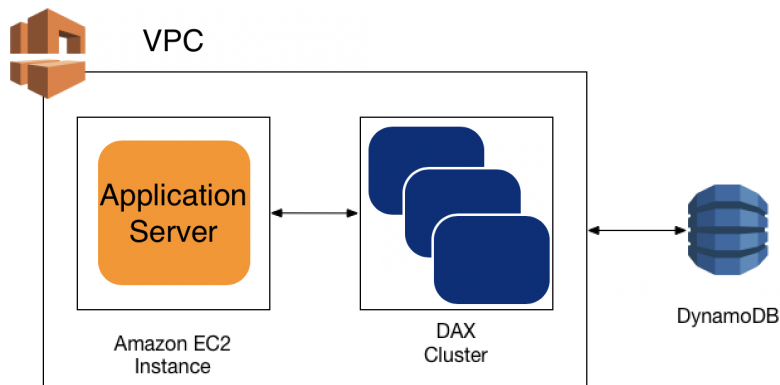 VPC
Application
Server
Amazon EC2
Instance
DAX
Cluster
DynamoDB